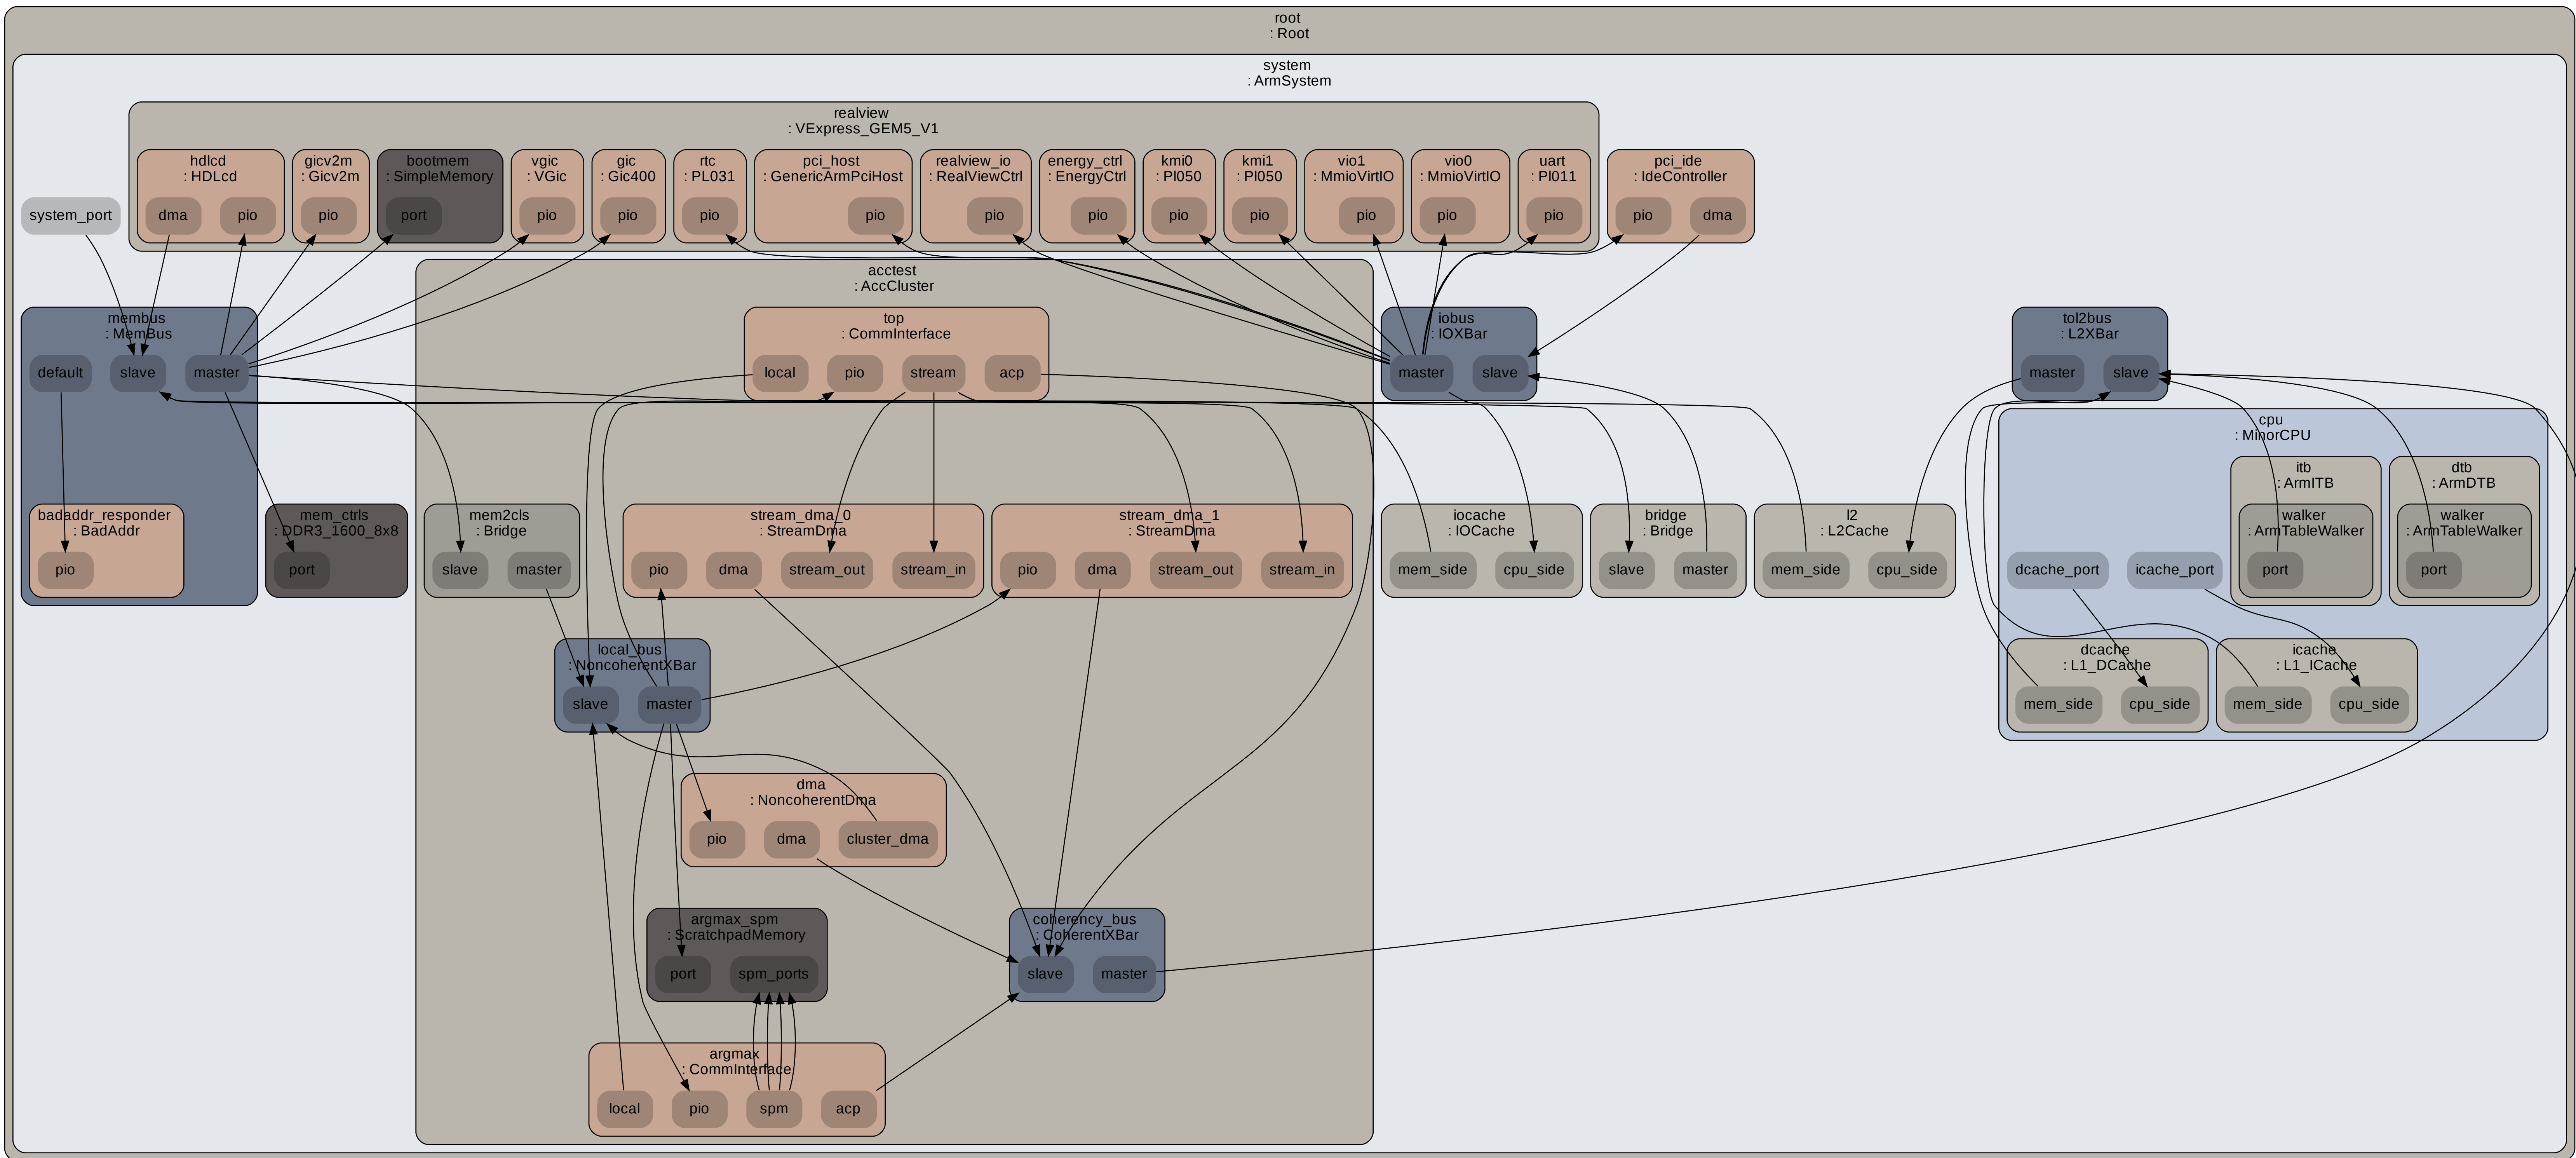 root
: Root
system
: ArmSystem
realview
: VExpress_GEM5_V1
hdlcd
: HDLcd
dma
pio
gicv2m
: Gicv2m
pio
bootmem
: SimpleMemory
port
vgic
: VGic
pio
gic
: Gic400
pio
rtc
: PL031
pio
pci_host
: GenericArmPciHost
pio
realview_io
: RealViewCtrl
pio
energy_ctrl
: EnergyCtrl
pio
kmi0
: Pl050
pio
kmi1
: Pl050
pio
vio1
: MmioVirtIO
pio
vio0
: MmioVirtIO
pio
uart
: Pl011
pio
pci_ide
: IdeController
pio
dma
system_port
membus
: MemBus
default
slave
master
badaddr_responder
: BadAddr
pio
mem_ctrls
: DDR3_1600_8x8
port
acctest
: AccCluster
top
: CommInterface
local
pio
stream
acp
mem2cls
: Bridge
slave
master
stream_dma_0
: StreamDma
pio
dma
stream_out
stream_in
stream_dma_1
: StreamDma
pio
dma
stream_out
stream_in
local_bus
: NoncoherentXBar
slave
master
dma
: NoncoherentDma
pio
dma
cluster_dma
argmax_spm
: ScratchpadMemory
port
spm_ports
coherency_bus
: CoherentXBar
slave
master
argmax
: CommInterface
local
pio
spm
acp
iobus
: IOXBar
master
slave
iocache
: IOCache
mem_side
cpu_side
bridge
: Bridge
slave
master
l2
: L2Cache
mem_side
cpu_side
tol2bus
: L2XBar
master
slave
cpu
: MinorCPU
dcache_port
icache_port
itb
: ArmITB
walker
: ArmTableWalker
port
dtb
: ArmDTB
walker
: ArmTableWalker
port
dcache
: L1_DCache
mem_side
cpu_side
icache
: L1_ICache
mem_side
cpu_side